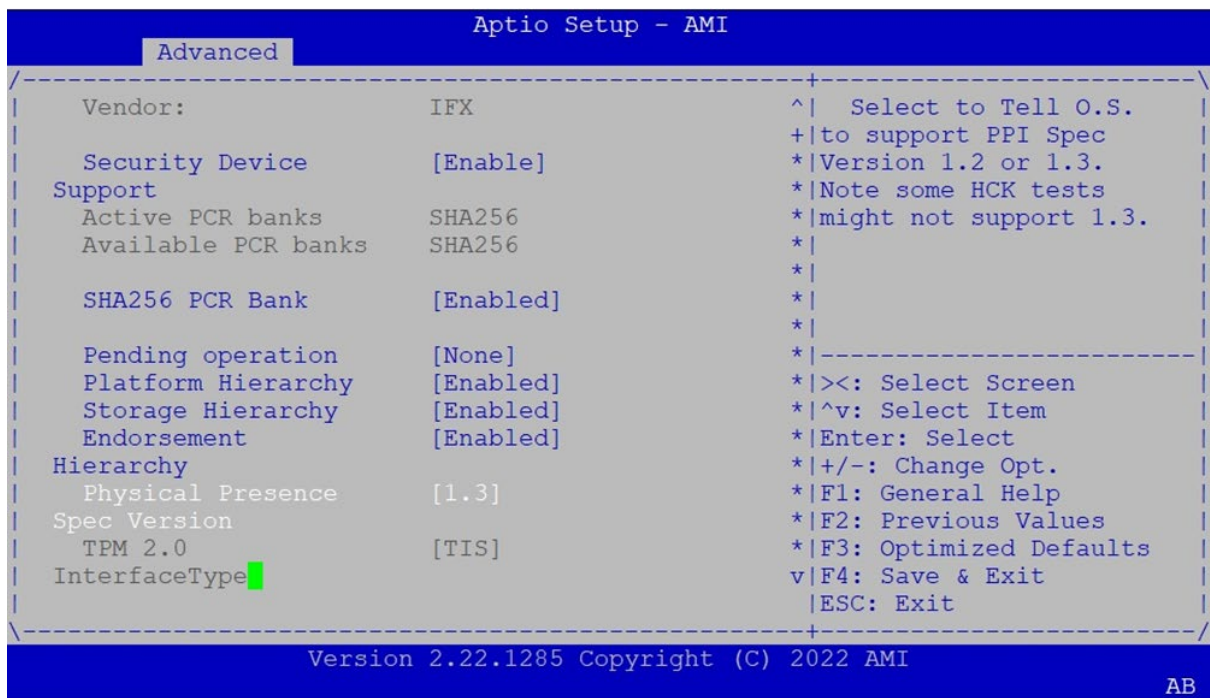 Aptio Setup - AMI
Advanced
/----------------------------------------------------+-------------------------\
| Vendor: IFX ^| Select to Tell O.S. |
| +|to support PPI Spec |
| Security Device [Enable] *|Version 1.2 or 1.3. |
| Support *|Note some HCK tests |
| Active PCR banks SHA256 *|might not support 1.3. |
| Available PCR banks SHA256 *| |
| *| |
| SHA256 PCR Bank [Enabled] *| |
| *| |
| Pending operation [None] *|-------------------------|
| Platform Hierarchy [Enabled] *|><: Select Screen |
| Storage Hierarchy [Enabled] *|^v: Select Item |
| Endorsement [Enabled] *|Enter: Select |
| Hierarchy *|+/-: Change Opt. |
| Physical Presence [1.3] *|F1: General Help |
| Spec Version *|F2: Previous Values |
| TPM 2.0 [TIS] *|F3: Optimized Defaults |
| InterfaceType v|F4: Save & Exit |
| |ESC: Exit |
\----------------------------------------------------+-------------------------/
Version 2.22.1285 Copyright (C) 2022 AMI
AB